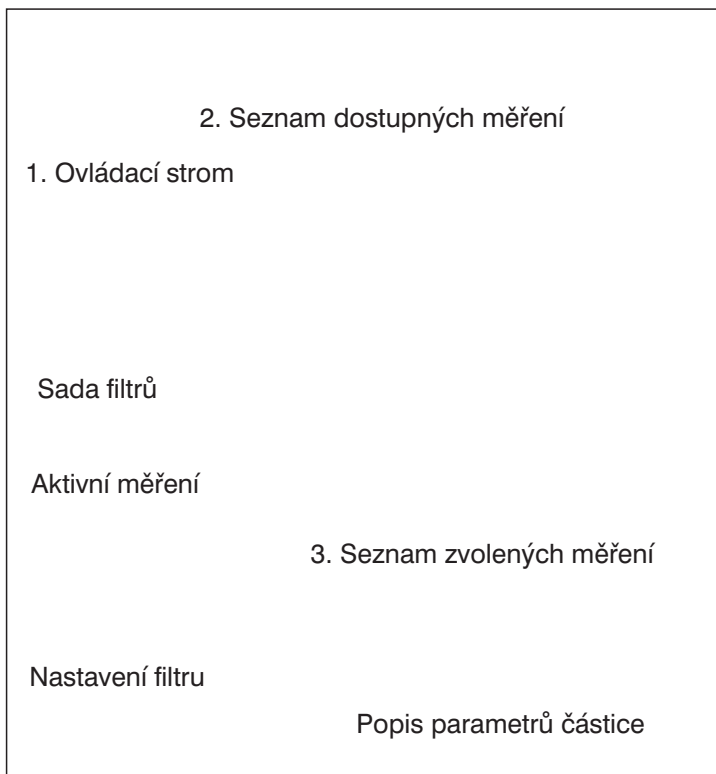 2. Seznam dostupných měření
1. Ovládací strom
Sada filtrů
Aktivní měření
3. Seznam zvolených měření
Nastavení filtru
Popis parametrů částice